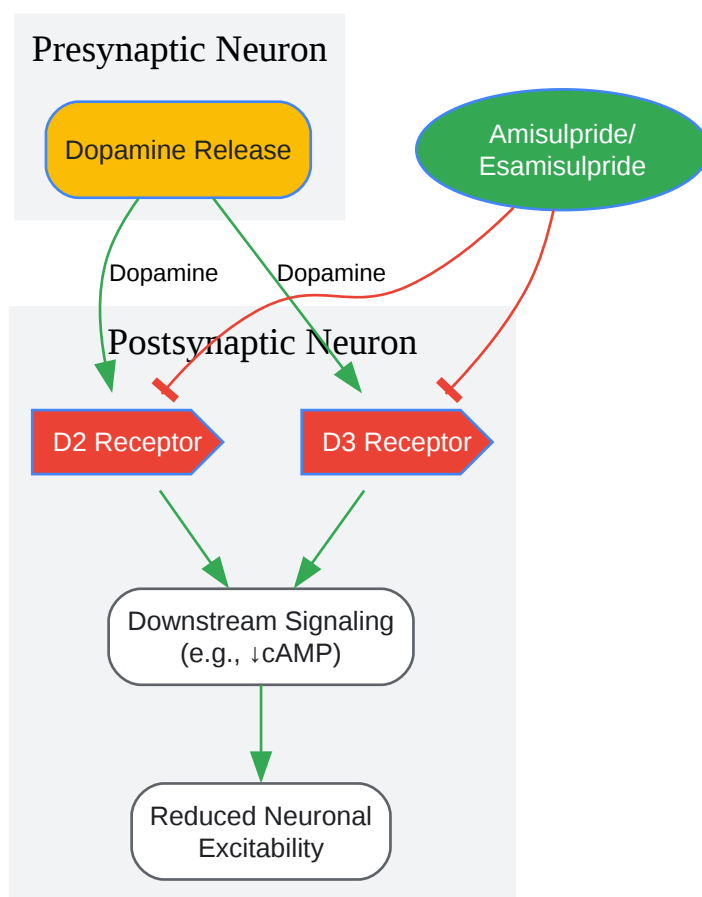 Presynaptic Neuron
Dopamine Release
Amisulpride/
Esamisulpride
Dopamine
Dopamine
Postsynaptic Neuron
D2 Receptor
D3 Receptor
Downstream Signaling
(e.g., ↓cAMP)
Reduced Neuronal
Excitability